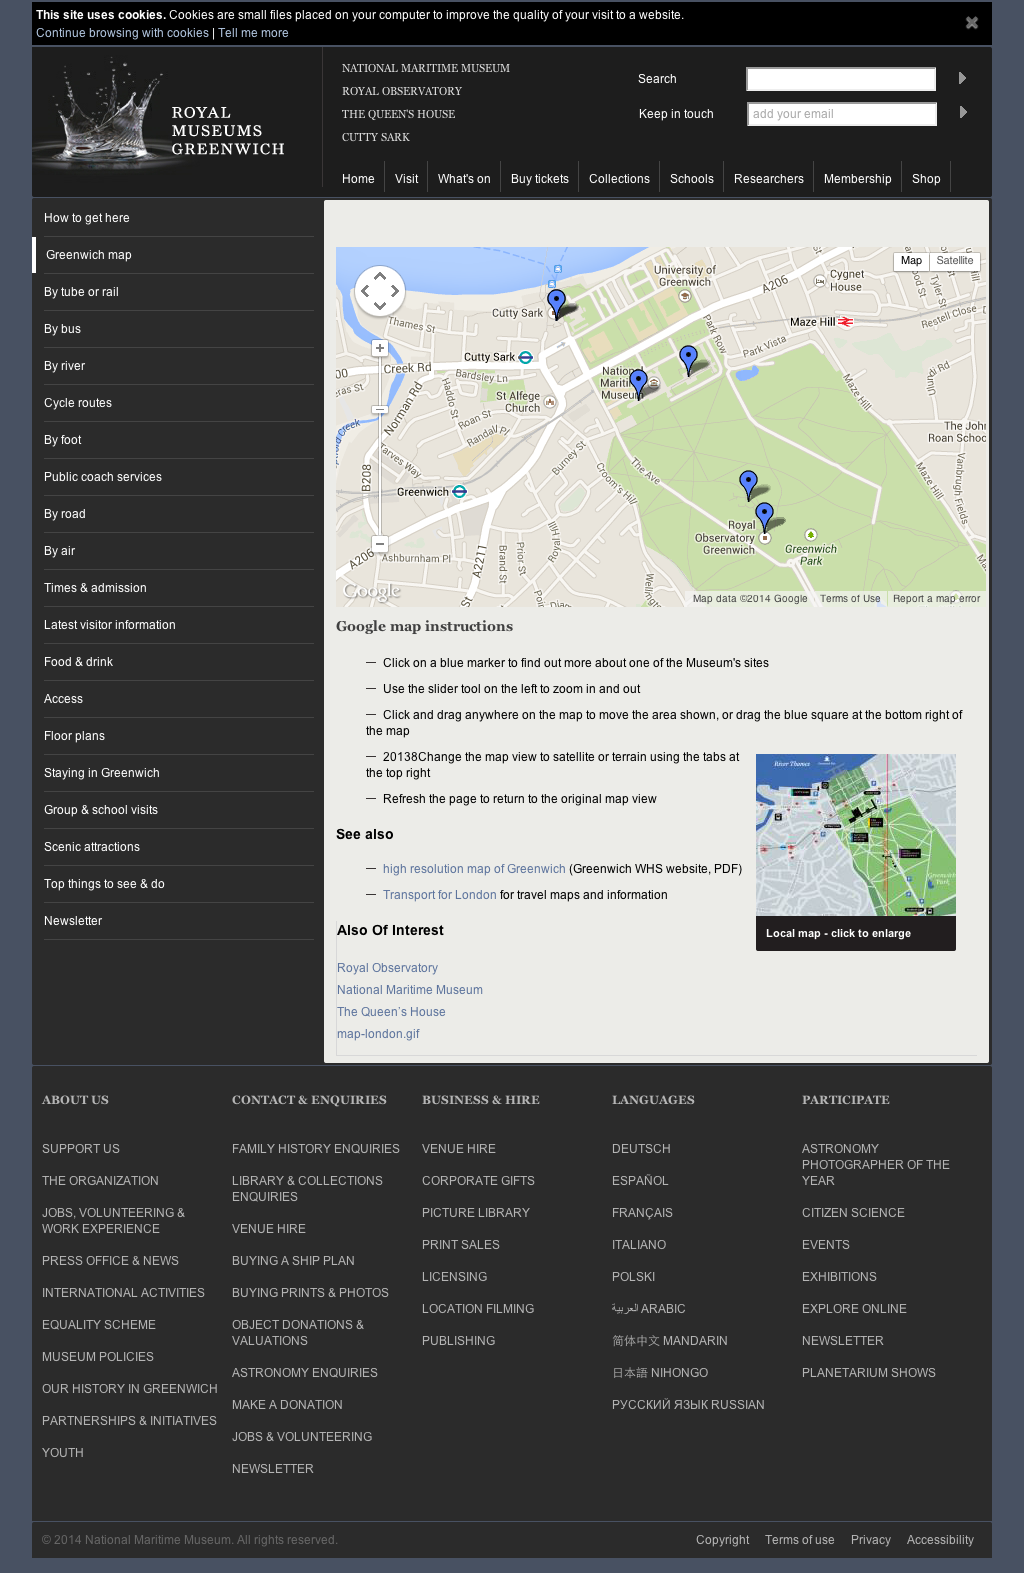 This site uses cookies. Cookies are small files placed on your computer to improve the quality of your visit to a website.
Continue browsing with cookies | Tell me more
ROYAL
MUSEUMS
GREENWICH
NATIONAL MARITIME MUSEUM
ROYAL OBSERVATORY
THE QUEEN'S HOUSE
CUTTY SARK
Search
Keep in touch
add your email
Home
Visit
What's on
Buy tickets
Collections
Schools
Researchers
Membership
Shop
How to get here
Greenwich map
By tube or rail
By bus
By river
Cycle routes
By foot
Public coach services
By road
By air
Times & admission
Latest visitor information
Food & drink
Access
Floor plans
Staying in Greenwich
Group & school visits
Scenic attractions
Top things to see & do
Newsletter
Map
Satellite
University of
Greenwich
A206
Cygnet
House
Tyler St
Cutty Sark
Thames St
Maze Hill
Restell Close
Park Row
Park Vista
Cutty Sark
Creek Rd
Bardsley Ln
National
Maritime
Museum
Maze Hill
Norman Rd
Haddo St
St Alfege
Church
Roan St
Randall Pl
The John
Roan School
Tarves Way
Burney St
The Ave
Croom's Hill
Maze Hill
Vanbrugh Fields
B208
Greenwich
Royal
Observatory
Greenwich
Greenwich
Park
A206
Ashburnham Pl
A2211
Brand St
Prior St
Royal Hill
Point
Google
Map data ©2014 Google
Terms of Use
Report a map error
Google map instructions
— Click on a blue marker to find out more about one of the Museum's sites
— Use the slider tool on the left to zoom in and out
— Click and drag anywhere on the map to move the area shown, or drag the blue square at the bottom right of
the map
— 20138Change the map view to satellite or terrain using the tabs at
the top right
— Refresh the page to return to the original map view
River Thames
Greenwich
Park
Local map - click to enlarge
See also
— high resolution map of Greenwich (Greenwich WHS website, PDF)
— Transport for London for travel maps and information
Also Of Interest
Royal Observatory
National Maritime Museum
The Queen's House
map-london.gif
ABOUT US
SUPPORT US
THE ORGANIZATION
JOBS, VOLUNTEERING &
WORK EXPERIENCE
PRESS OFFICE & NEWS
INTERNATIONAL ACTIVITIES
EQUALITY SCHEME
MUSEUM POLICIES
OUR HISTORY IN GREENWICH
PARTNERSHIPS & INITIATIVES
YOUTH
CONTACT & ENQUIRIES
FAMILY HISTORY ENQUIRIES
LIBRARY & COLLECTIONS
ENQUIRIES
VENUE HIRE
BUYING A SHIP PLAN
BUYING PRINTS & PHOTOS
OBJECT DONATIONS &
VALUATIONS
ASTRONOMY ENQUIRIES
MAKE A DONATION
JOBS & VOLUNTEERING
NEWSLETTER
BUSINESS & HIRE
VENUE HIRE
CORPORATE GIFTS
PICTURE LIBRARY
PRINT SALES
LICENSING
LOCATION FILMING
PUBLISHING
LANGUAGES
DEUTSCH
ESPAÑOL
FRANÇAIS
ITALIANO
POLSKI
العربية ARABIC
简体中文 MANDARIN
日本語 NIHONGO
РУССКИЙ ЯЗЫК RUSSIAN
PARTICIPATE
ASTRONOMY
PHOTOGRAPHER OF THE
YEAR
CITIZEN SCIENCE
EVENTS
EXHIBITIONS
EXPLORE ONLINE
NEWSLETTER
PLANETARIUM SHOWS
© 2014 National Maritime Museum. All rights reserved.
Copyright
Terms of use
Privacy
Accessibility